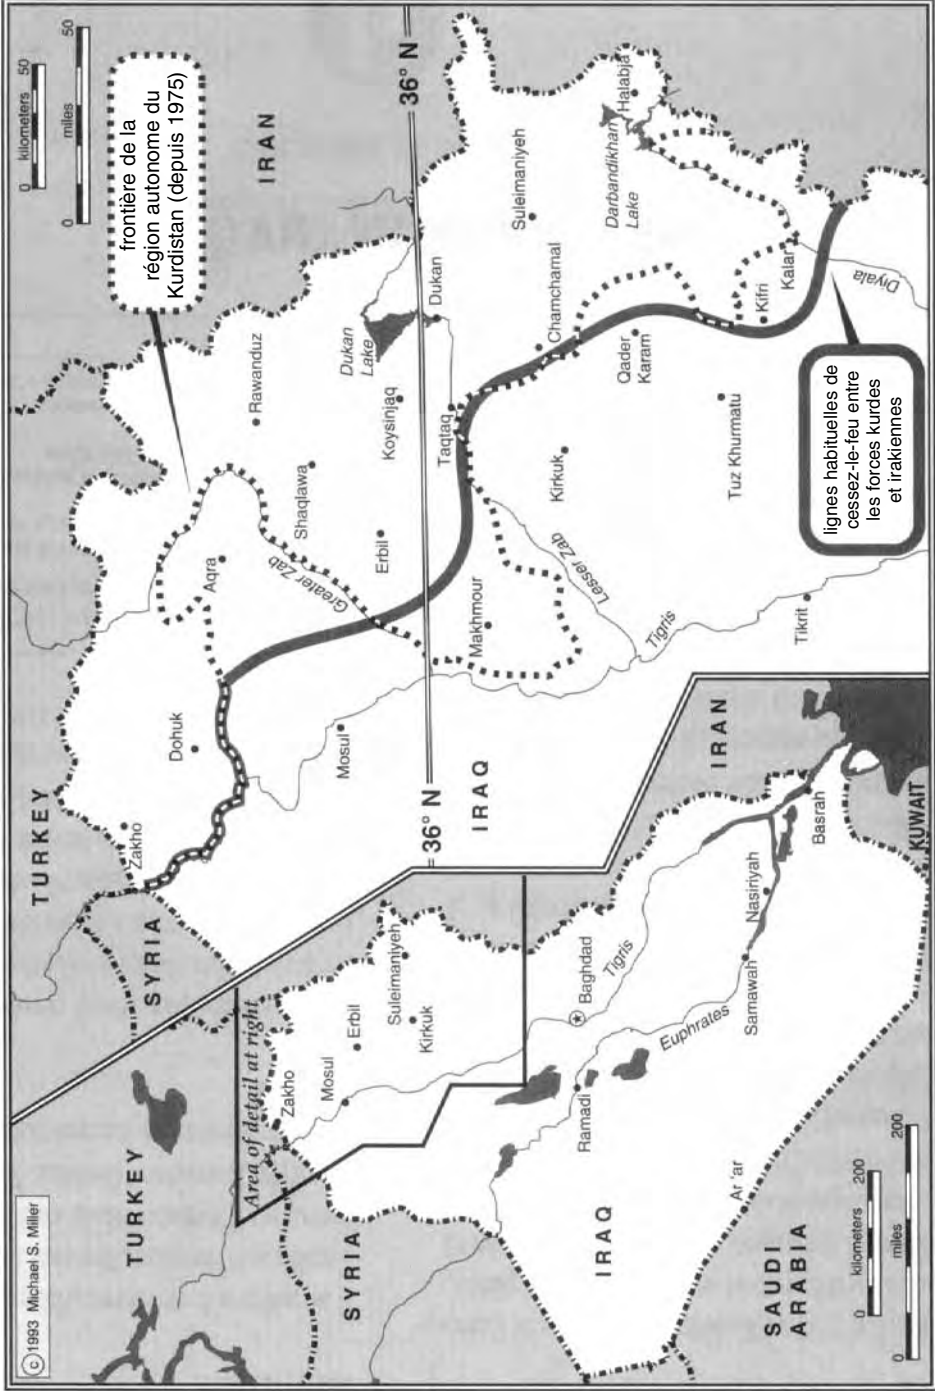 © 1993 Michael S. Miller
TURKEY
TURKEY
SYRIA
SYRIA
Area of detail at right
Zakho
Mosul
Erbil
Suleimaniyeh
Kirkuk
Baghdad
Tigris
Ramadi
Euphrates
Samawah
Nasiriyah
Basrah
IRAN
KUWAIT
IRAQ
Ar 'ar
SAUDI
ARABIA
kilometers
0
200
miles
0
200
Zakho
Dohuk
Aqra
Mosul
Greater Zab
Shaqlawa
Rawanduz
Erbil
Koysinjaq
Dukan
Lake
Dukan
36° N
36° N
IRAQ
IRAN
Makhmour
Taqtaq
Lesser Zab
Kirkuk
Chamchamal
Suleimaniyeh
Qader
Karam
Darbandikhan
Lake
Halabja
Tuz Khurmatu
Kifri
Kalar
Diyala
Tigris
Tikrit
frontière de la
région autonome du
Kurdistan (depuis 1975)
lignes habituelles de
cessez-le-feu entre
les forces kurdes
et irakiennes
0
kilometers
50
0
miles
50